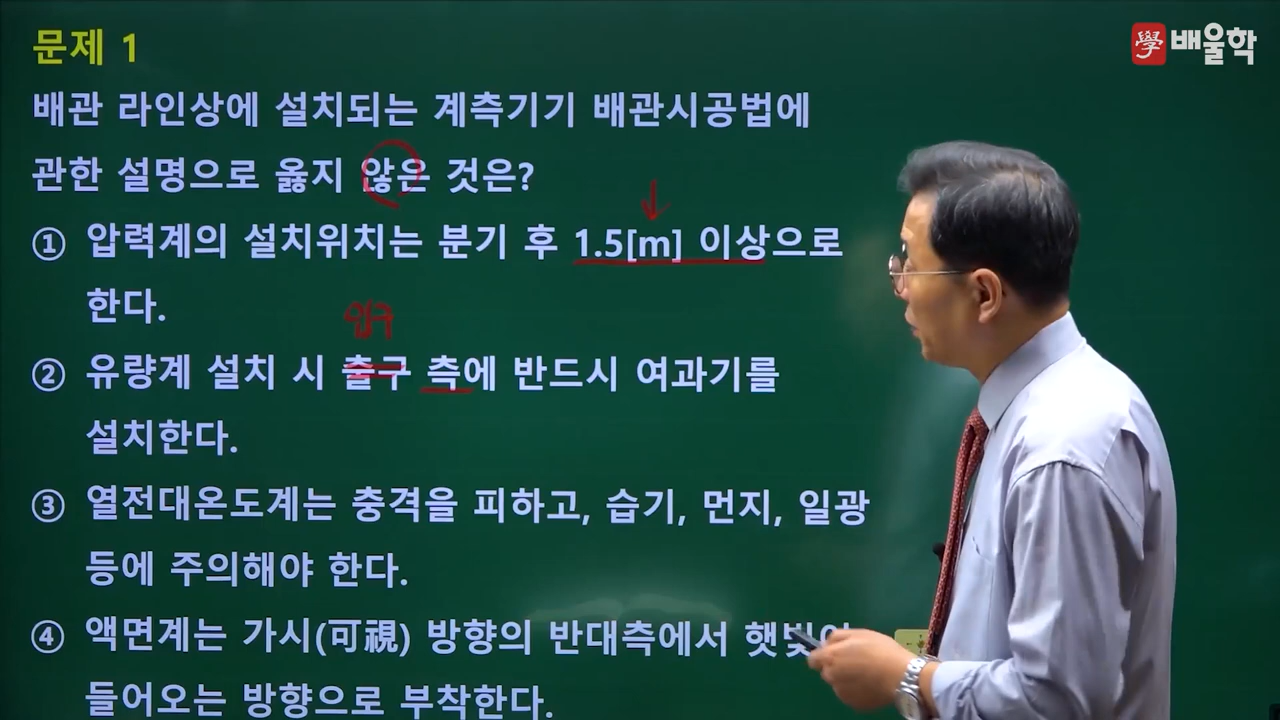 문제 1
學 배울학
배관 라인상에 설치되는 계측기기 배관시공법에
관한 설명으로 옳지 않은 것은?
① 압력계의 설치위치는 분기 후 1.5[m] 이상으로
한다.
입구
② 유량계 설치 시 출구 측에 반드시 여과기를
설치한다.
③ 열전대온도계는 충격을 피하고, 습기, 먼지, 일광
등에 주의해야 한다.
④ 액면계는 가시(可視) 방향의 반대측에서 햇빛이
들어오는 방향으로 부착한다.